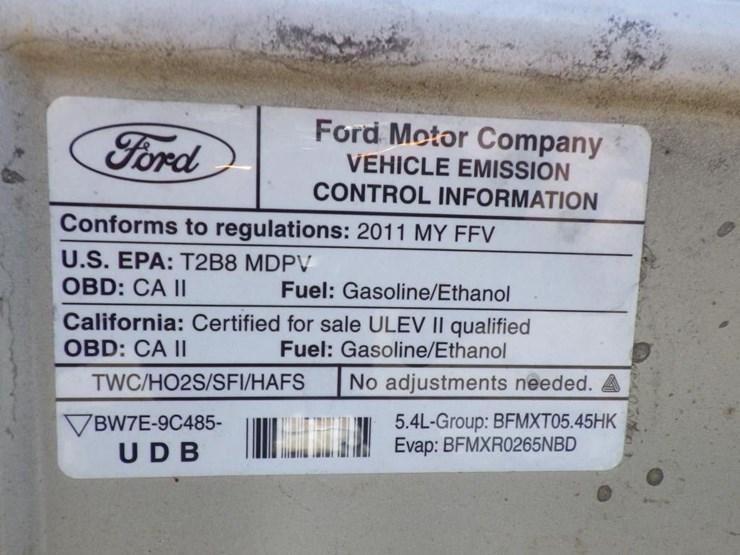 Ford
Ford Motor Company
VEHICLE EMISSION
CONTROL INFORMATION
Conforms to regulations: 2011 MY FFV
U.S. EPA: T2B8 MDPV
OBD: CA II Fuel: Gasoline/Ethanol
California: Certified for sale ULEV II qualified
OBD: CA II Fuel: Gasoline/Ethanol
TWC/HO2S/SFI/HAFS No adjustments needed.
BW7E-9C485-
UDB
5.4L-Group: BFMXT05.45HK
Evap: BFMXR0265NBD